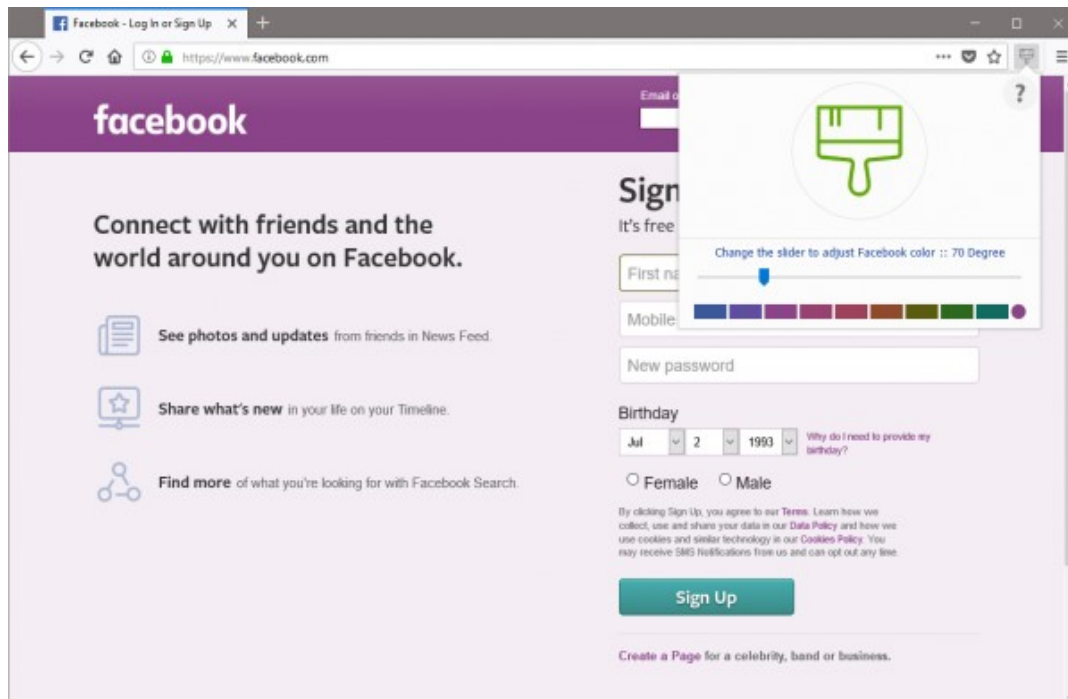 Facebook - Log In or Sign Up
https://www.facebook.com
facebook
Email o
?
Change the slider to adjust Facebook color :: 70 Degree
Connect with friends and the
world around you on Facebook.
See photos and updates from friends in News Feed.
Share what's new in your life on your Timeline.
Find more of what you're looking for with Facebook Search.
Sign
It's free
First na
Mobile
New password
Birthday
Jul 2 1993 Why do I need to provide my
birthday?
Female Male
By clicking Sign Up, you agree to our Terms. Learn how we
collect, use and share your data in our Data Policy and how we
use cookies and similar technology in our Cookies Policy. You
may receive SMS Notifications from us and can opt out any time.
Sign Up
Create a Page for a celebrity, band or business.